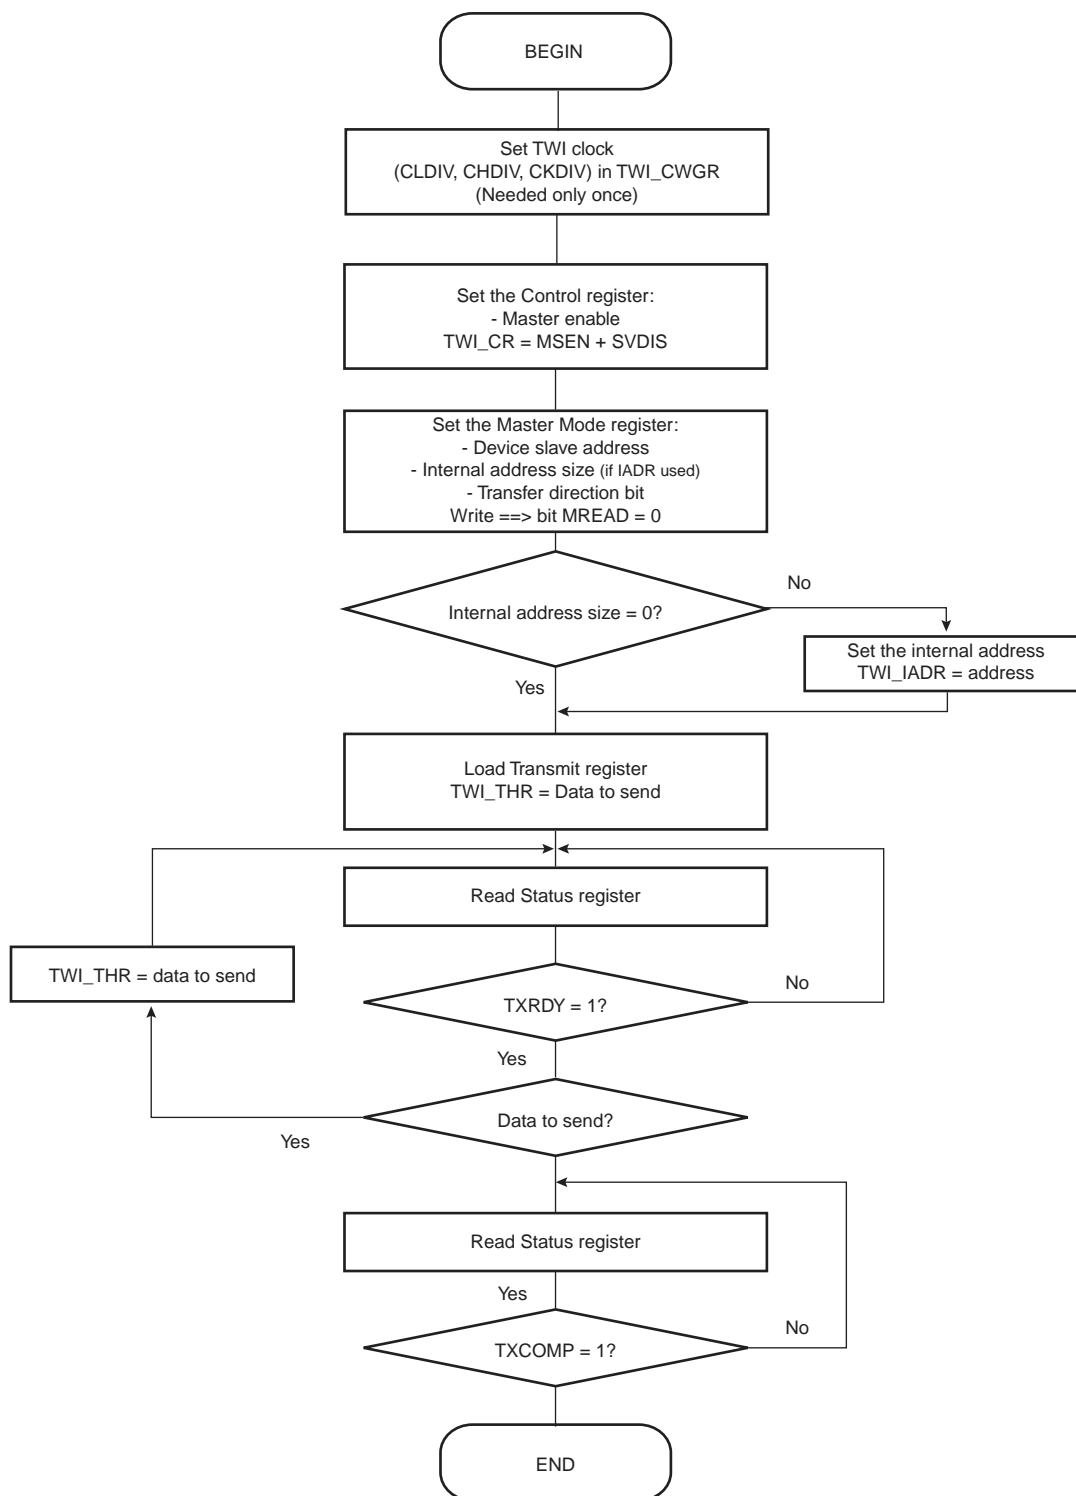 BEGIN
Set TWI clock
(CLDIV, CHDIV, CKDIV) in TWI_CWGR
(Needed only once)
Set the Control register:
- Master enable
TWI_CR = MSEN + SVDIS
Set the Master Mode register:
- Device slave address
- Internal address size (if IADR used)
- Transfer direction bit
Write ==> bit MREAD = 0
No
Internal address size = 0?
Set the internal address
TWI_IADR = address
Yes
Load Transmit register
TWI_THR = Data to send
Read Status register
TWI_THR = data to send
No
TXRDY = 1?
Yes
Data to send?
Yes
Read Status register
Yes
No
TXCOMP = 1?
END